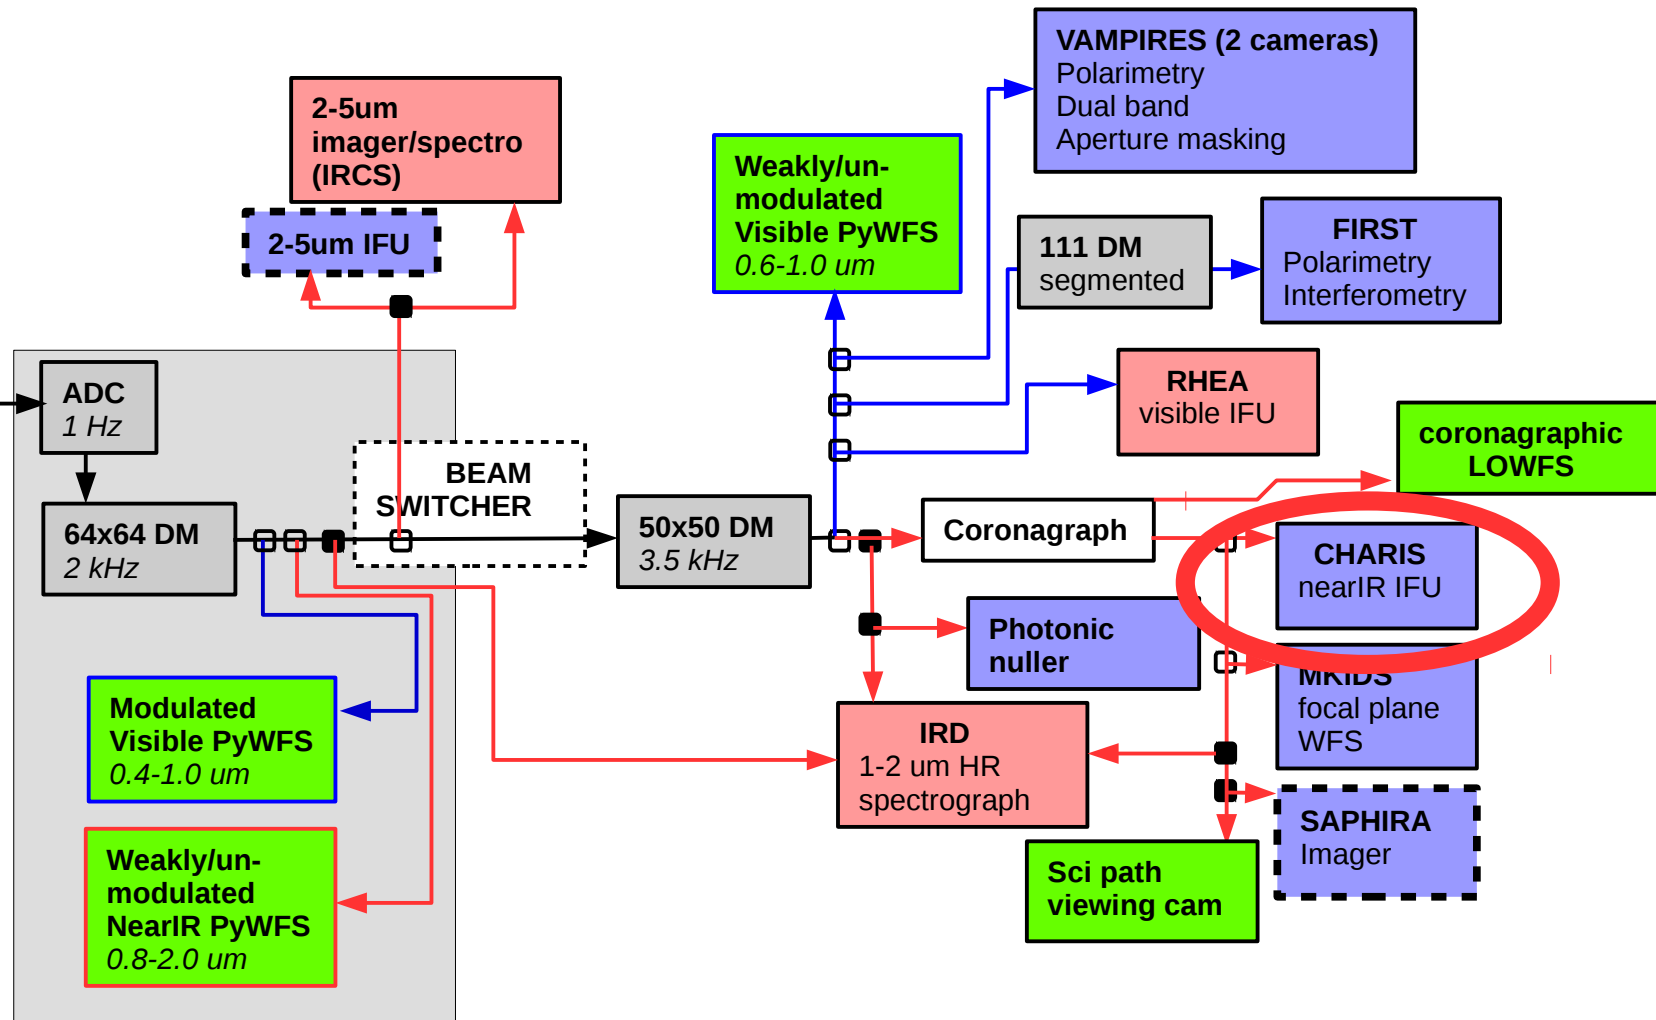 VAMPIRES (2 cameras)
Polarimetry
Dual band
Aperture masking
2-5um
imager/spectro
(IRCS)
2-5um IFU
Weakly/un-
modulated
Visible PyWFS
0.6-1.0 um
111 DM
segmented
FIRST
Polarimetry
Interferometry
ADC
1 Hz
RHEA
visible IFU
BEAM
SWITCHER
coronagraphic
LOWFS
64x64 DM
2 kHz
50x50 DM
3.5 kHz
Coronagraph
CHARIS
nearIR IFU
Photonic
nuller
MKIDS
focal plane
WFS
Modulated
Visible PyWFS
0.4-1.0 um
IRD
1-2 um HR
spectrograph
SAPHIRA
Imager
Weakly/un-
modulated
NearIR PyWFS
0.8-2.0 um
Sci path
viewing cam